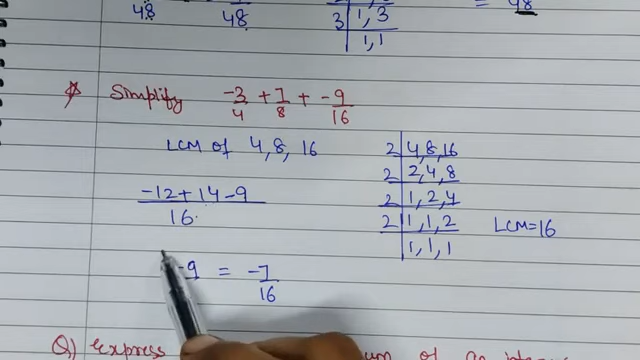 48 48 3 | 1, 3 = 48
1, 1
Simplify -3/4 + 7/8 + -9/16
LCM of 4, 8, 16
2 | 4, 8, 16
2 | 2, 4, 8
2 | 1, 2, 4
2 | 1, 1, 2 LCM = 16
1, 1, 1
-12 + 14 - 9 / 16
-9 = -7/16
Q) Express of an